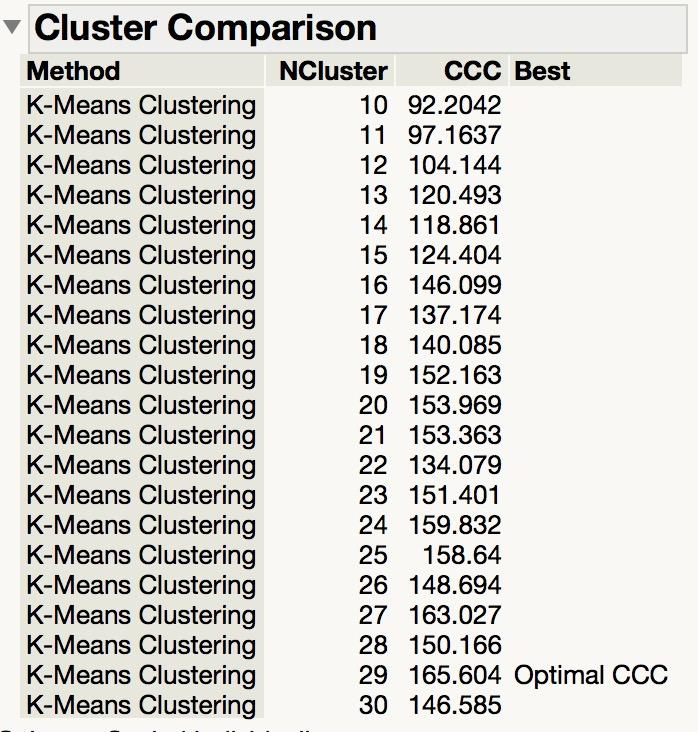 Cluster Comparison
Method NCluster CCC Best
K-Means Clustering 10 92.2042
K-Means Clustering 11 97.1637
K-Means Clustering 12 104.144
K-Means Clustering 13 120.493
K-Means Clustering 14 118.861
K-Means Clustering 15 124.404
K-Means Clustering 16 146.099
K-Means Clustering 17 137.174
K-Means Clustering 18 140.085
K-Means Clustering 19 152.163
K-Means Clustering 20 153.969
K-Means Clustering 21 153.363
K-Means Clustering 22 134.079
K-Means Clustering 23 151.401
K-Means Clustering 24 159.832
K-Means Clustering 25 158.64
K-Means Clustering 26 148.694
K-Means Clustering 27 163.027
K-Means Clustering 28 150.166
K-Means Clustering 29 165.604 Optimal CCC
K-Means Clustering 30 146.585